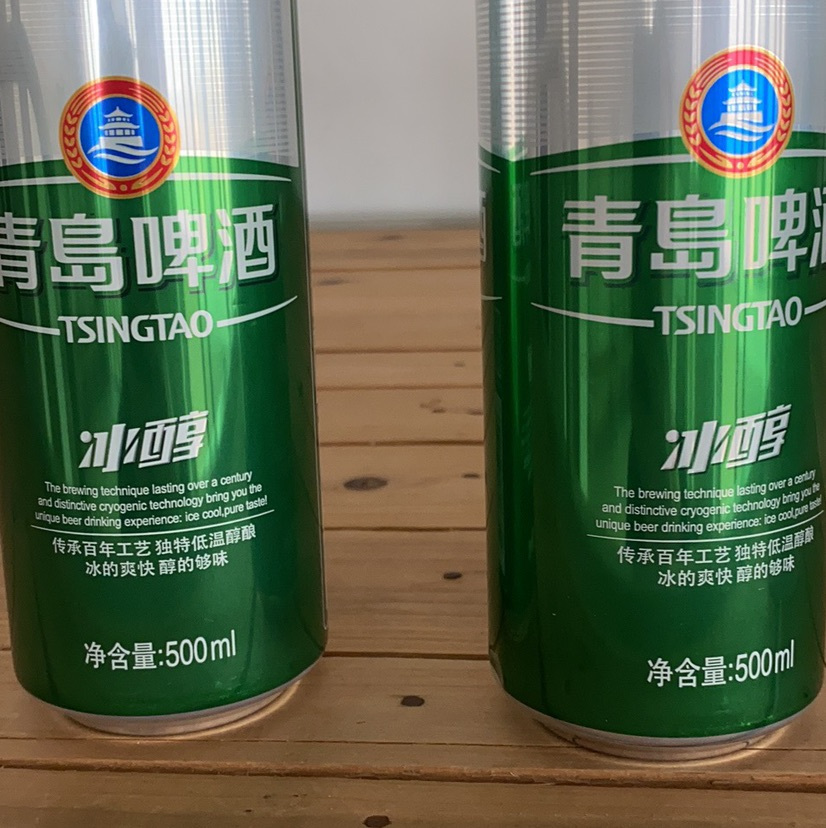 青島啤酒
TSINGTAO
冰醇
The brewing technique lasting over a century
and distinctive cryogenic technology bring you the
unique beer drinking experience: ice cool,pure taste!
传承百年工艺 独特低温醇酿
冰的爽快 醇的够味
净含量:500ml
青島啤酒
TSINGTAO
冰醇
The brewing technique lasting over a century
and distinctive cryogenic technology bring you the
unique beer drinking experience: ice cool,pure taste!
传承百年工艺 独特低温醇酿
冰的爽快 醇的够味
净含量:500ml